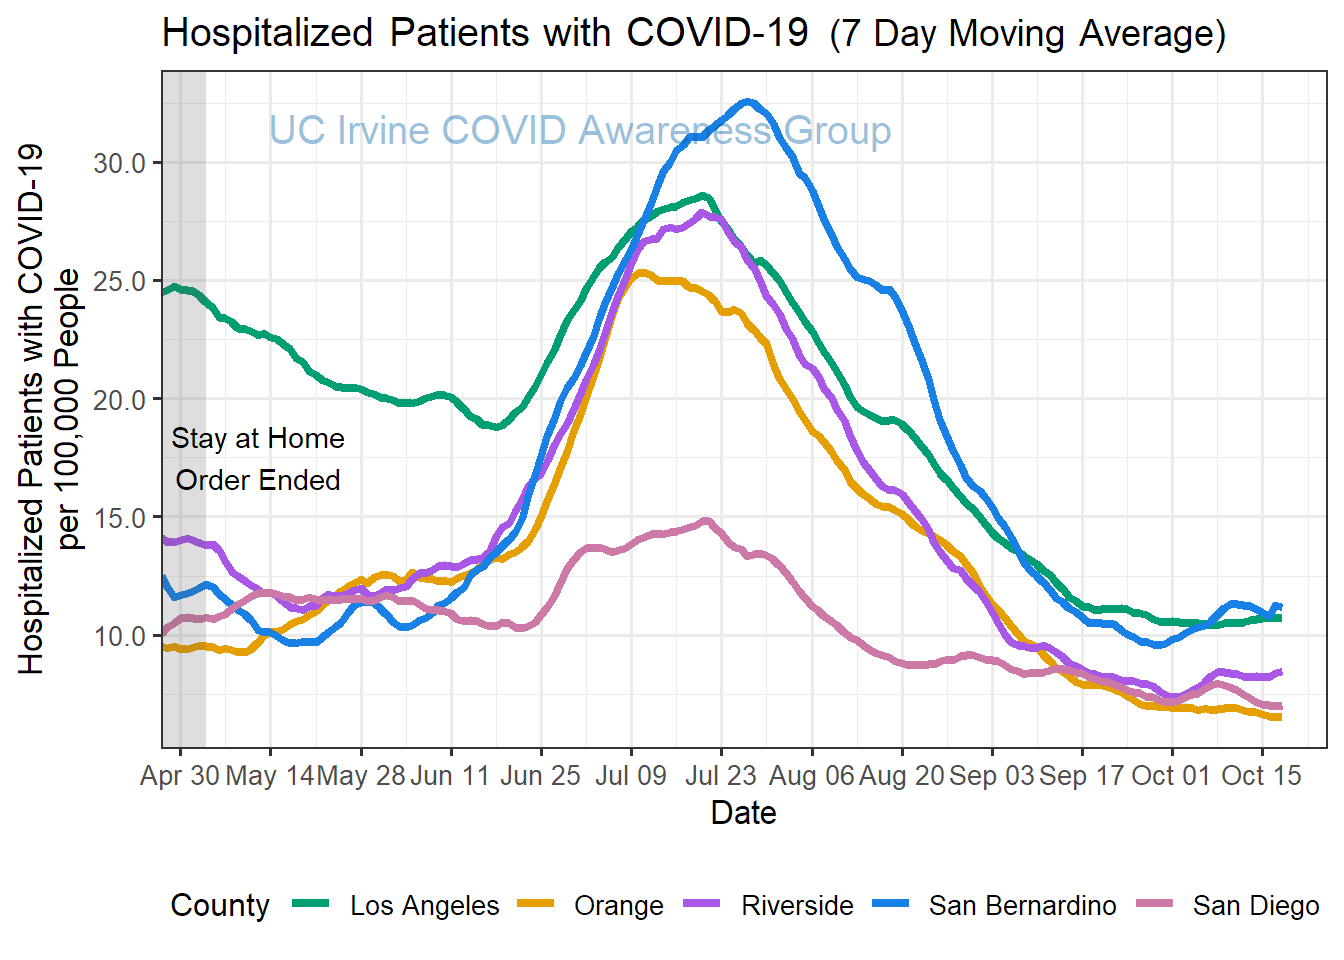 Hospitalized Patients with COVID-19 (7 Day Moving Average)
UC Irvine COVID Awareness Group
Hospitalized Patients with COVID-19
per 100,000 People
30.0
25.0
20.0
15.0
10.0
Stay at Home
Order Ended
Apr 30 May 14 May 28 Jun 11 Jun 25 Jul 09 Jul 23 Aug 06 Aug 20 Sep 03 Sep 17 Oct 01 Oct 15
Date
County Los Angeles Orange Riverside San Bernardino San Diego